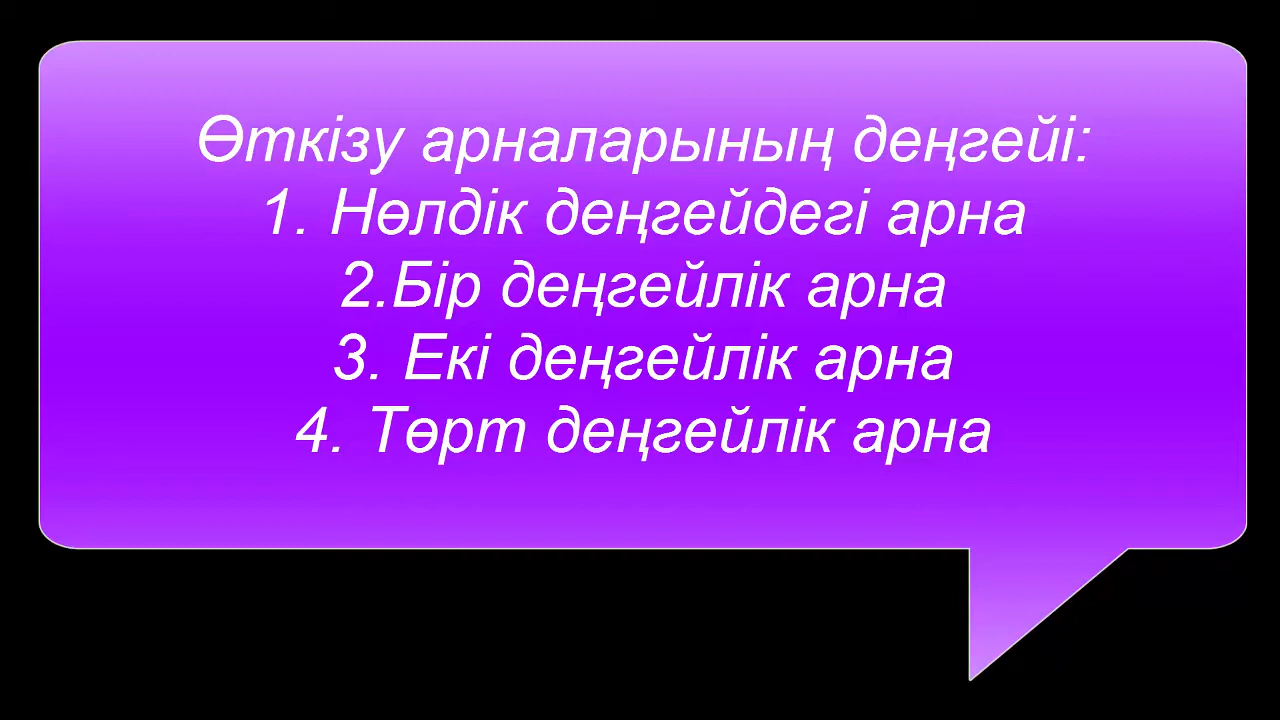 Өткізу арналарының деңгейі:
1. Нөлдік деңгейдегі арна
2.Бір деңгейлік арна
3. Екі деңгейлік арна
4. Төрт деңгейлік арна